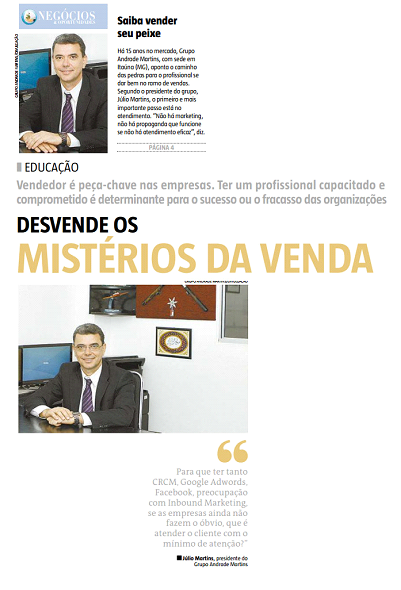 NEGÓCIOS
& OPORTUNIDADES
Saiba vender
seu peixe
Há 15 anos no mercado, Grupo
Andrade Martins, com sede em
Itaúna (MG), aponta o caminho
das pedras para o profissional se
dar bem no ramo de vendas.
Segundo o presidente do grupo,
Júlio Martins, o primeiro e mais
importante passo está no
atendimento. "Não há marketing,
não há propaganda que funcione
se não há atendimento eficaz", diz.
PÁGINA 4
EDUCAÇÃO
Vendedor é peça-chave nas empresas. Ter um profissional capacitado e
comprometido é determinante para o sucesso ou o fracasso das organizações
DESVENDE OS
MISTÉRIOS DA VENDA
“
Para que ter tanto
CRCM, Google Adwords,
Facebook, preocupação
com Inbound Marketing,
se as empresas ainda não
fazem o óbvio, que é
atender o cliente com o
mínimo de atenção?”
Júlio Martins, presidente do
Grupo Andrade Martins